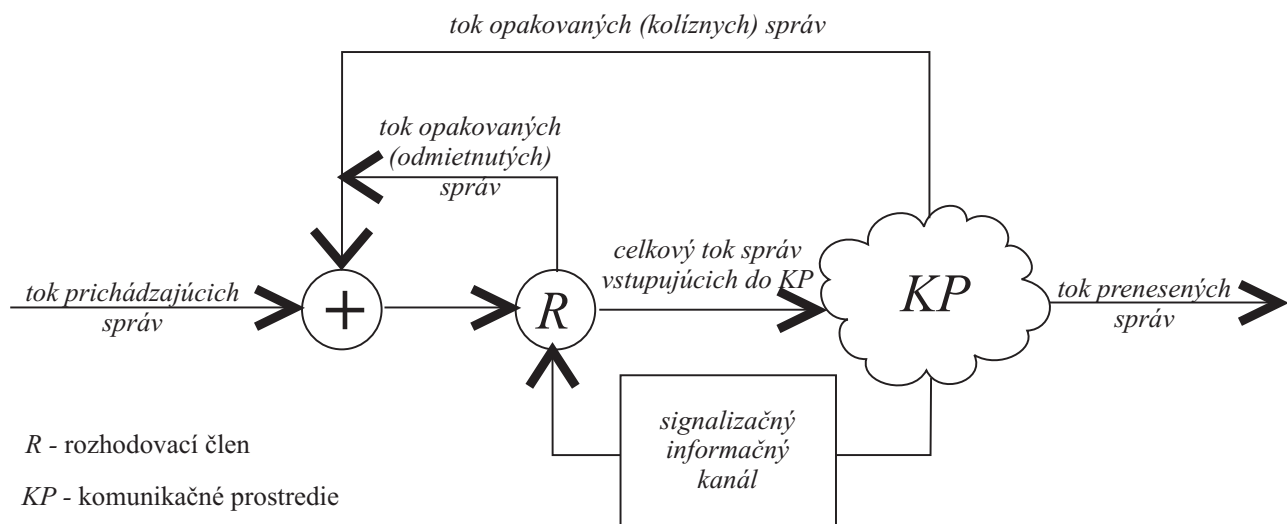 tok opakovaných (kolíznych) správ
tok opakovaných
(odmietnutých)
správ
tok prichádzajúcich
správ
+
R
celkový tok správ
vstupujúcich do KP
KP
tok prenesených
správ
signalizačný
informačný
kanál
R - rozhodovací člen
KP - komunikačné prostredie